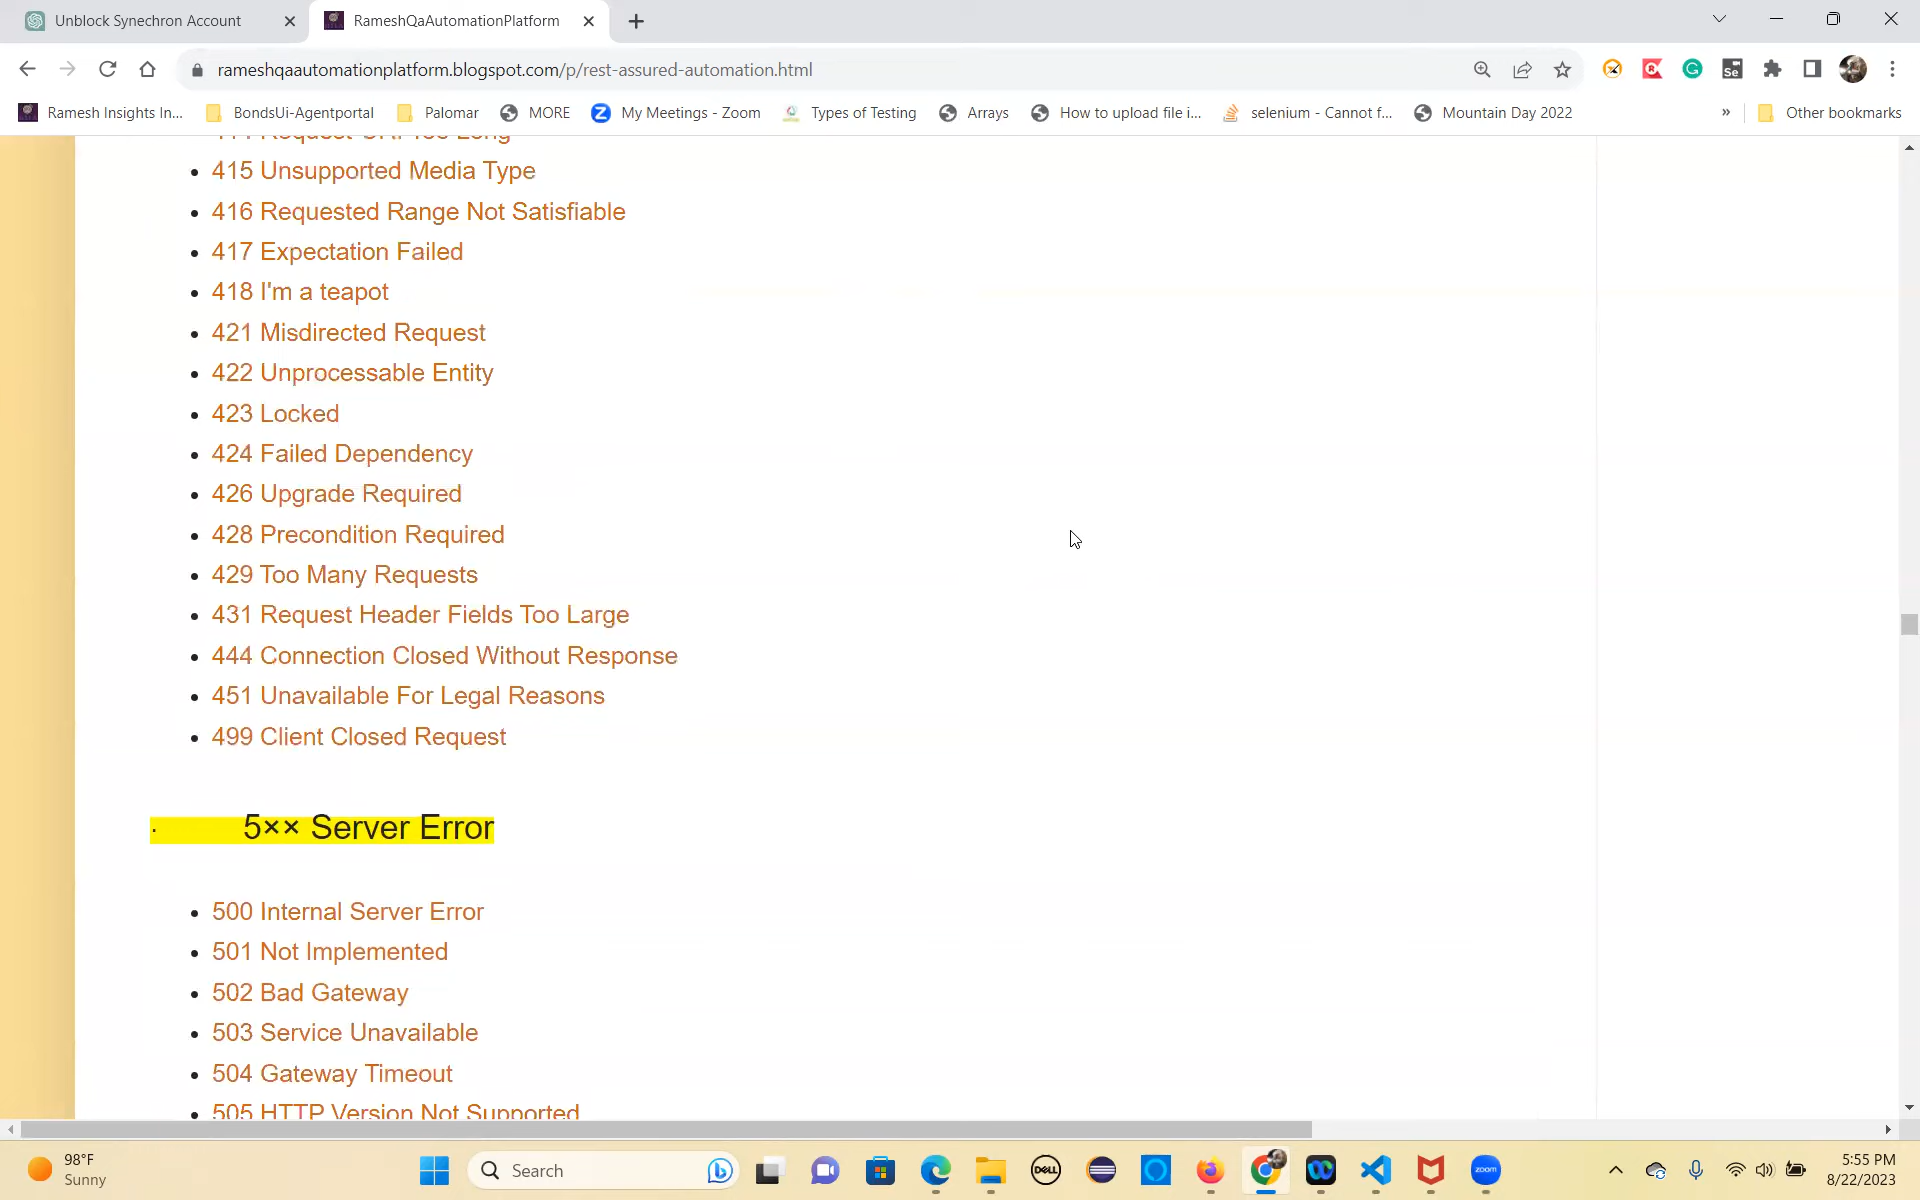 Unblock Synechron Account
RameshQaAutomationPlatform
rameshqaautomationplatform.blogspot.com/p/rest-assured-automation.html
Ramesh Insights In...
BondsUi-Agentportal
Palomar
MORE
My Meetings - Zoom
Types of Testing
Arrays
How to upload file i...
selenium - Cannot f...
Mountain Day 2022
»
Other bookmarks
415 Unsupported Media Type
416 Requested Range Not Satisfiable
417 Expectation Failed
418 I'm a teapot
421 Misdirected Request
422 Unprocessable Entity
423 Locked
424 Failed Dependency
426 Upgrade Required
428 Precondition Required
429 Too Many Requests
431 Request Header Fields Too Large
444 Connection Closed Without Response
451 Unavailable For Legal Reasons
499 Client Closed Request
· 5×× Server Error
500 Internal Server Error
501 Not Implemented
502 Bad Gateway
503 Service Unavailable
504 Gateway Timeout
505 HTTP Version Not Supported
98°F
Sunny
Search
DELL
zoom
5:55 PM
8/22/2023